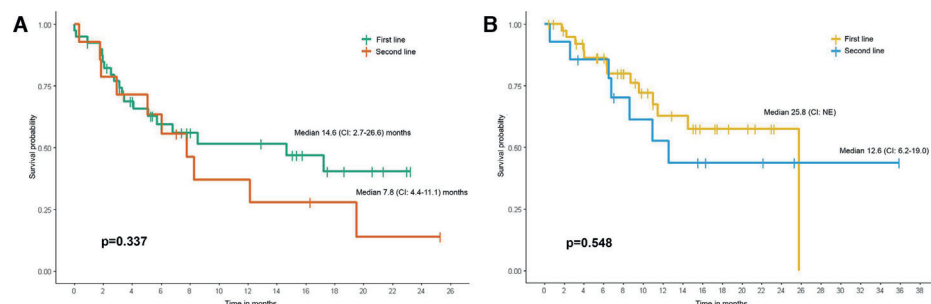 A
1.00
0.75
0.50
0.25
0.00
Survival probability
First line
Second line
Median 14.6 (CI: 2.7-26.6) months
Median 7.8 (CI: 4.4-11.1) months
p=0.337
0 2 4 6 8 10 12 14 16 18 20 22 24 26
Time in months
B
1.00
0.75
0.50
0.25
0.00
Survival probability
First line
Second line
Median 25.8 (CI: NE)
Median 12.6 (CI: 6.2-19.0)
p=0.548
0 2 4 6 8 10 12 14 16 18 20 22 24 26 28 30 32 34 36 38
Time in months